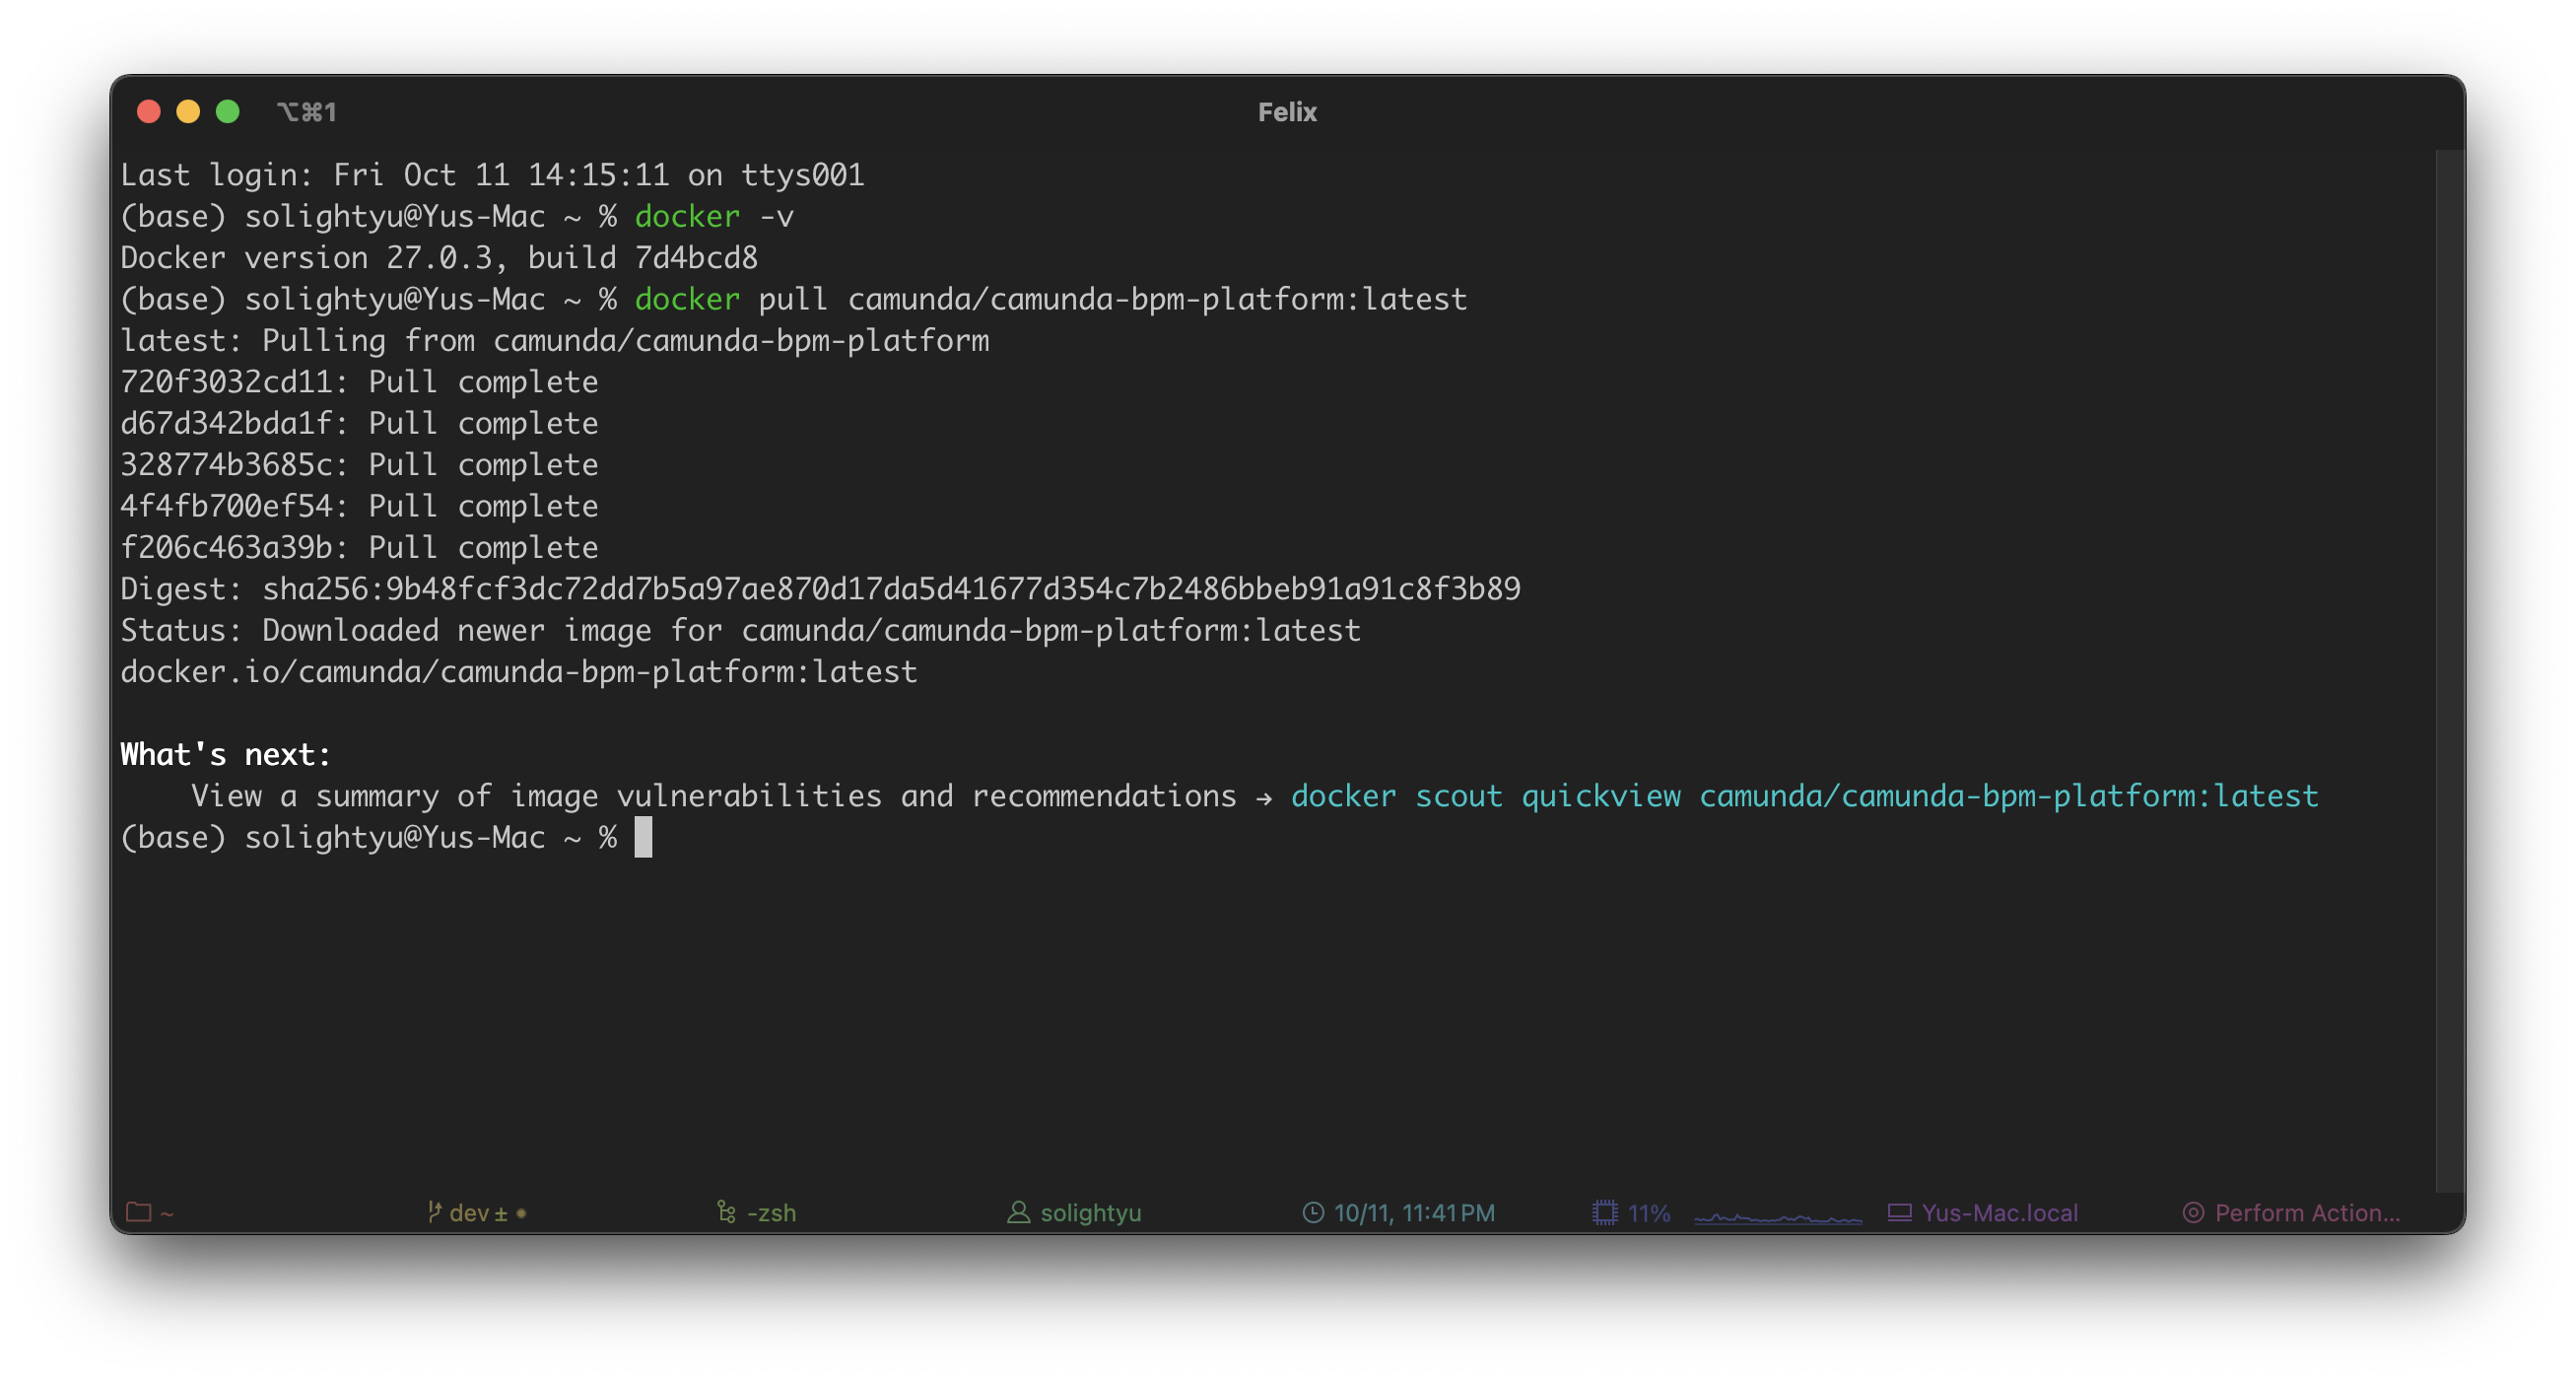 ⌥⌘1
Felix
Last login: Fri Oct 11 14:15:11 on ttys001
(base) solightyu@Yus-Mac ~ % docker -v
Docker version 27.0.3, build 7d4bcd8
(base) solightyu@Yus-Mac ~ % docker pull camunda/camunda-bpm-platform:latest
latest: Pulling from camunda/camunda-bpm-platform
720f3032cd11: Pull complete
d67d342bda1f: Pull complete
328774b3685c: Pull complete
4f4fb700ef54: Pull complete
f206c463a39b: Pull complete
Digest: sha256:9b48fcf3dc72dd7b5a97ae870d17da5d41677d354c7b2486bbeb91a91c8f3b89
Status: Downloaded newer image for camunda/camunda-bpm-platform:latest
docker.io/camunda/camunda-bpm-platform:latest
What's next:
View a summary of image vulnerabilities and recommendations → docker scout quickview camunda/camunda-bpm-platform:latest
(base) solightyu@Yus-Mac ~ %
~ dev ± • -zsh solightyu 10/11, 11:41 PM 11% Yus-Mac.local Perform Action...